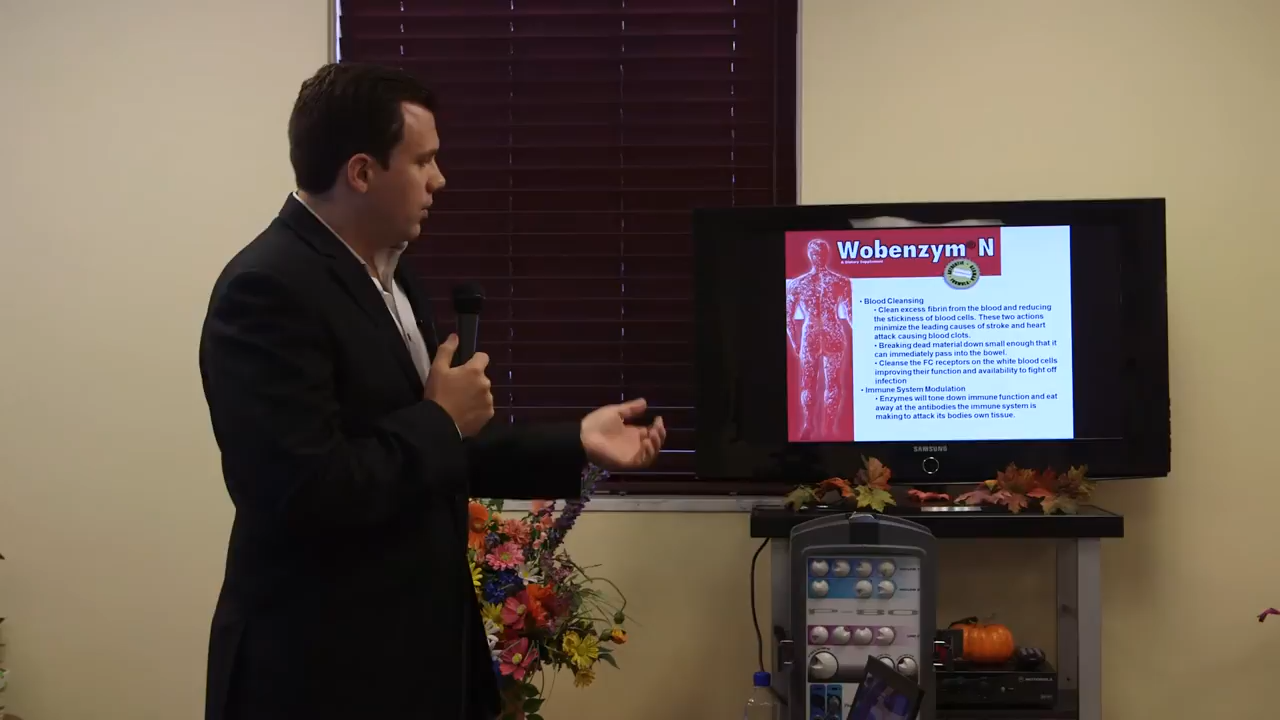 Wobenzym® N
A Dietary Supplement
• Blood Cleansing
• Clean excess fibrin from the blood and reducing
the stickiness of blood cells. These two actions
minimize the leading causes of stroke and heart
attack causing blood clots.
• Breaking dead material down small enough that it
can immediately pass into the bowel.
• Cleanse the FC receptors on the white blood cells
improving their function and availability to fight off
infection
• Immune System Modulation
• Enzymes will tone down immune function and eat
away at the antibodies the immune system is
making to attack its bodies own tissue.
SAMSUNG
MOTOROLA